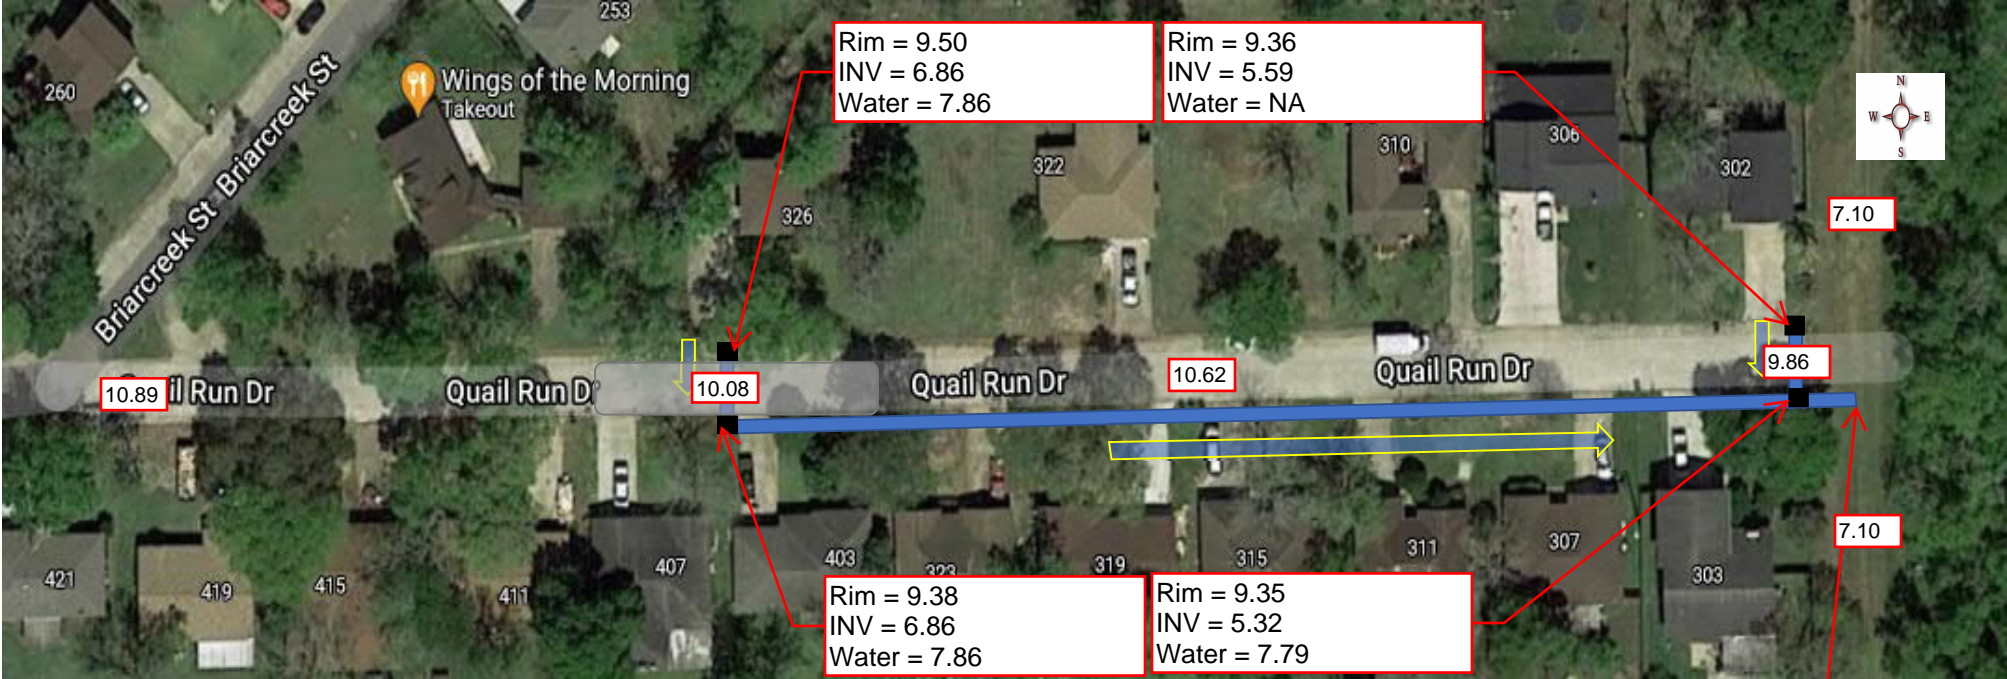 253
Rim = 9.50
INV = 6.86
Water = 7.86
Rim = 9.36
INV = 5.59
Water = NA
N
W E
S
260
Wings of the Morning
Takeout
Briarcreek St
Briarcreek St
326
322
310
306
302
7.10
10.89
il Run Dr
Quail Run D
10.08
Quail Run Dr
10.62
Quail Run Dr
9.86
421
419
415
411
407
403
323
319
315
311
307
303
7.10
Rim = 9.38
INV = 6.86
Water = 7.86
Rim = 9.35
INV = 5.32
Water = 7.79